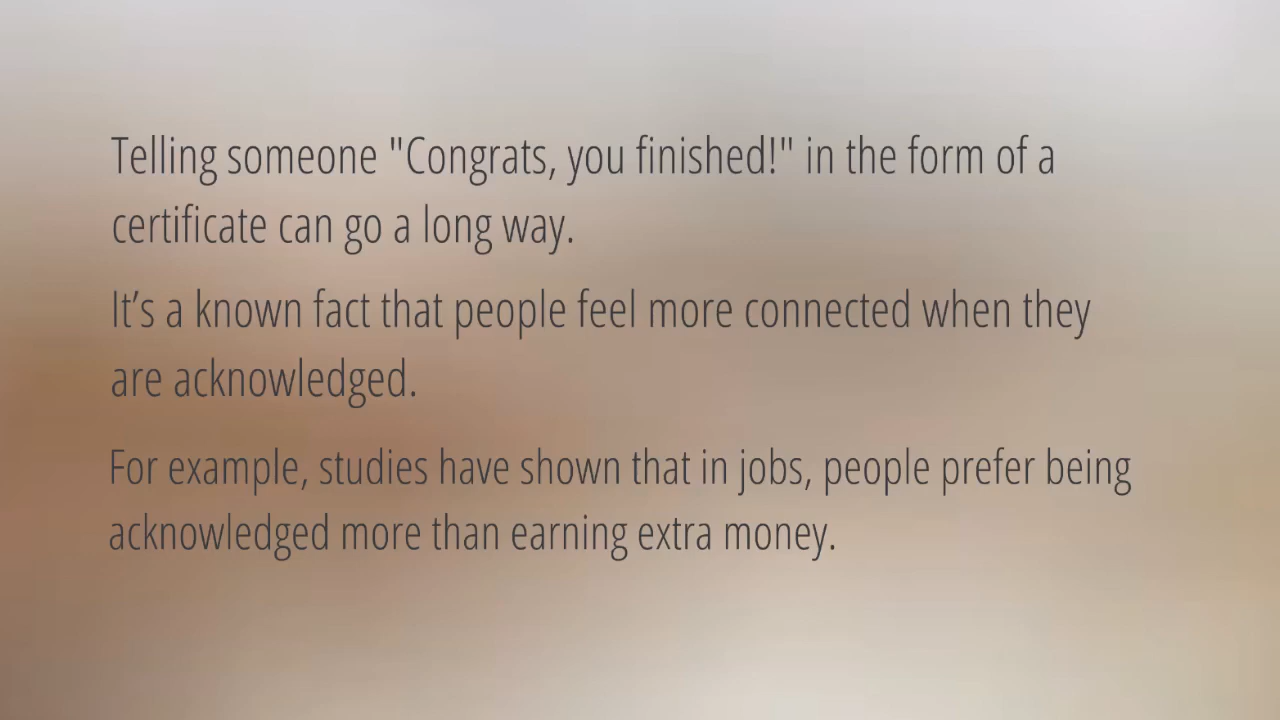 Telling someone "Congrats, you finished!" in the form of a
certificate can go a long way.
It’s a known fact that people feel more connected when they
are acknowledged.
For example, studies have shown that in jobs, people prefer being
acknowledged more than earning extra money.